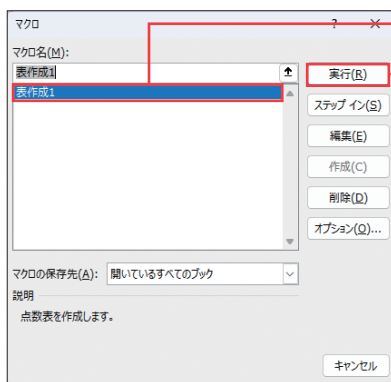 マクロ ? ×
マクロ名(M):
表作成1
表作成1
実行(R)
ステップ イン(S)
編集(E)
作成(C)
削除(D)
オプション(O)...
マクロの保存先(A): 開いているすべてのブック
説明
点数表を作成します。
キャンセル